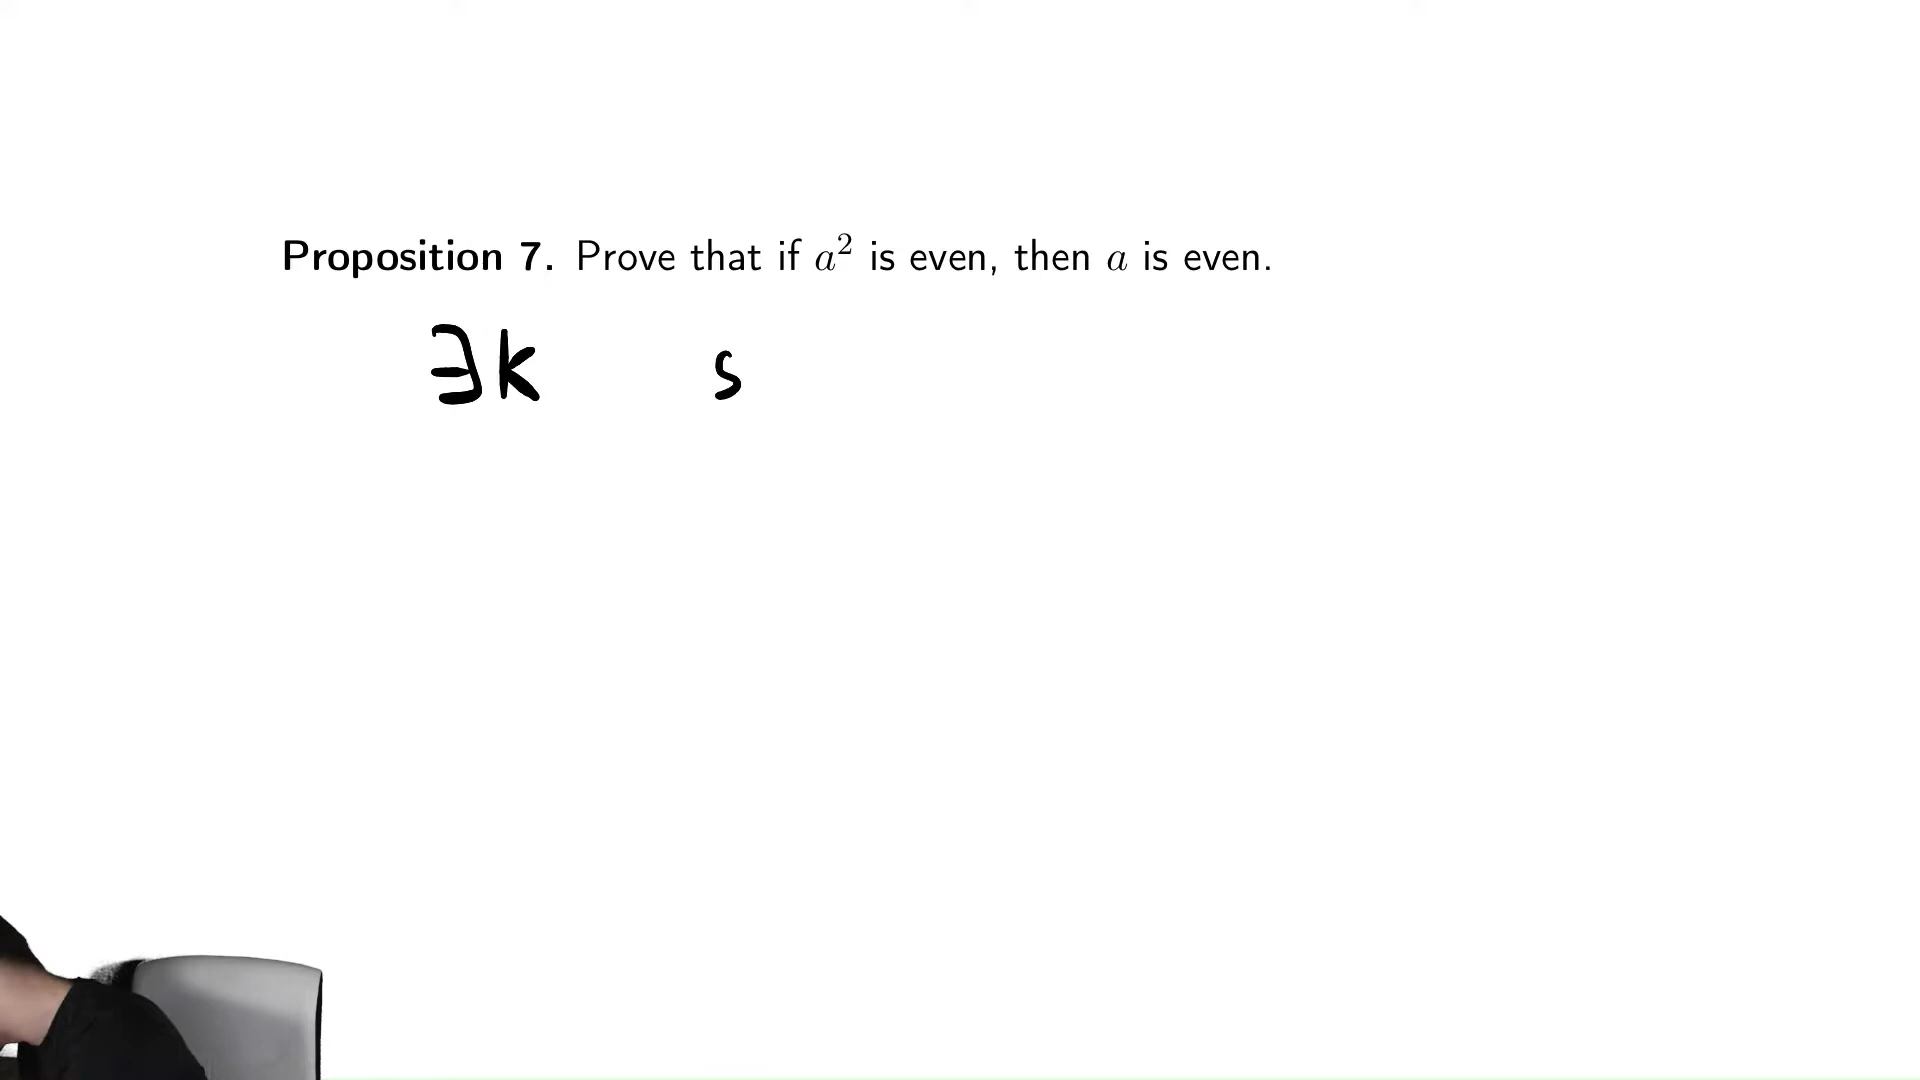 Proposition 7. Prove that if a² is even, then a is even.
∃k s